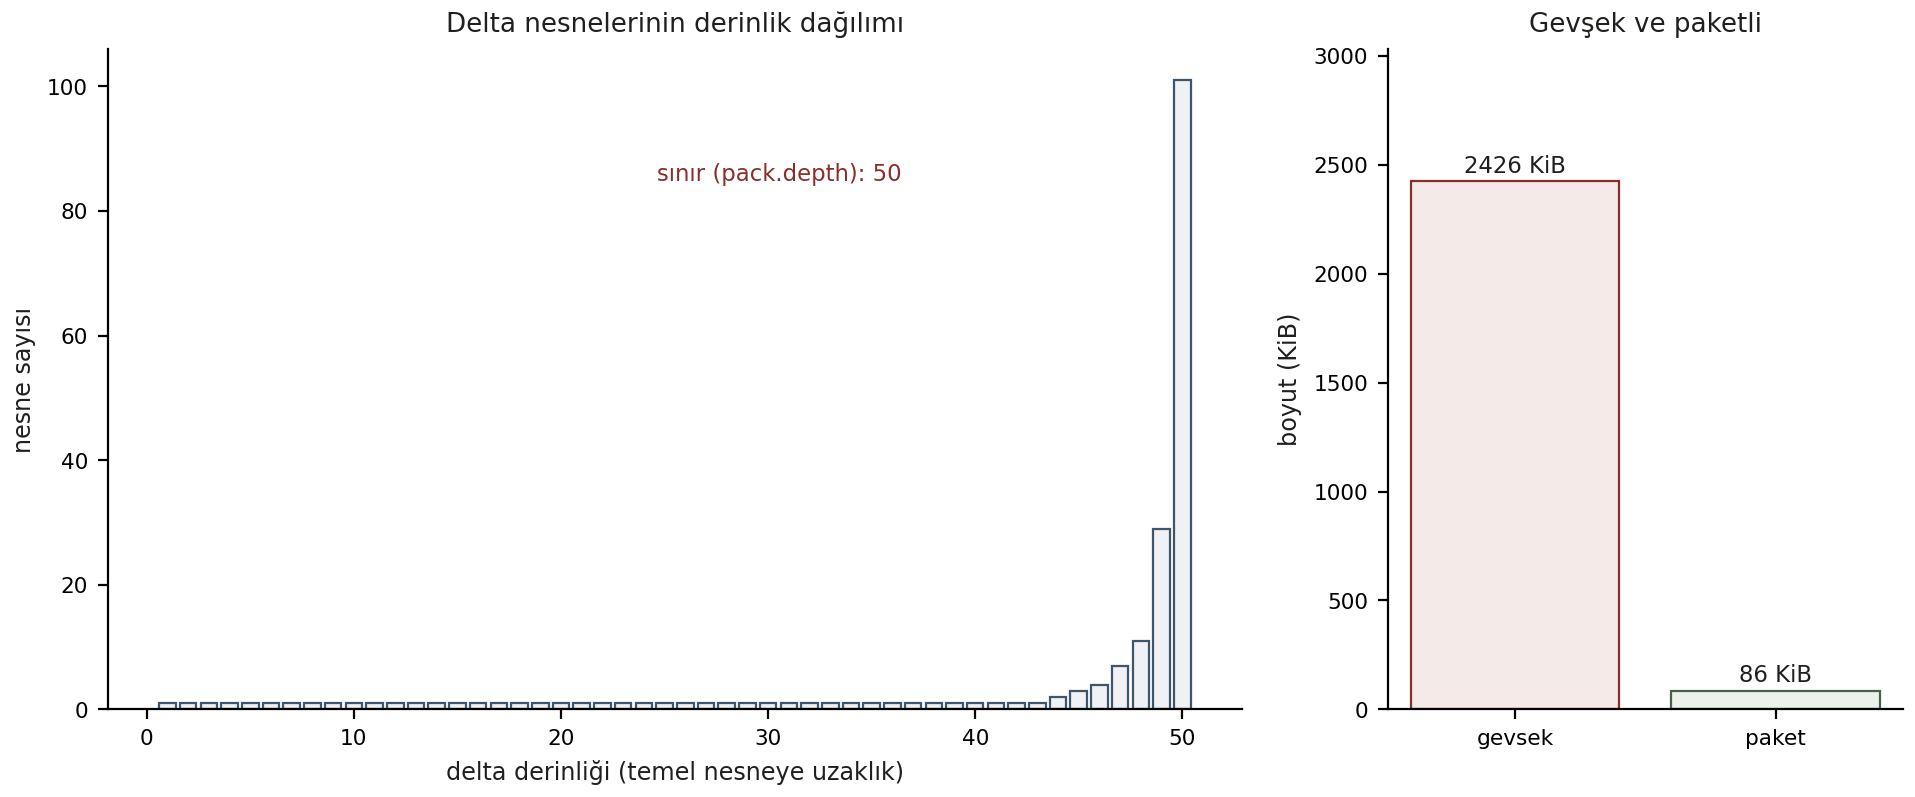 Delta nesnelerinin derinlik dağılımı
nesne sayısı
100
80
60
40
20
0
sınır (pack.depth): 50
0 10 20 30 40 50
delta derinliği (temel nesneye uzaklık)
Gevşek ve paketli
boyut (KiB)
3000
2500
2000
1500
1000
500
0
2426 KiB
86 KiB
gevsek paket